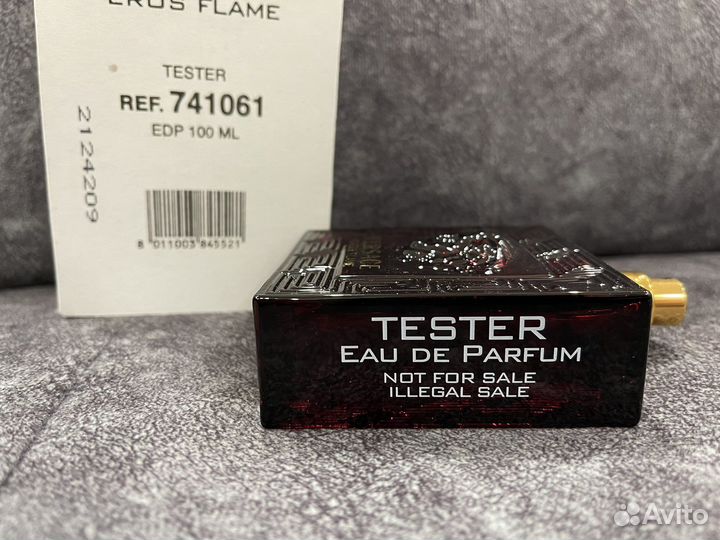 EROS FLAME
TESTER
REF. 741061
EDP 100 ML
2124209
8 011003 845521
TESTER
EAU DE PARFUM
NOT FOR SALE
ILLEGAL SALE
Avito